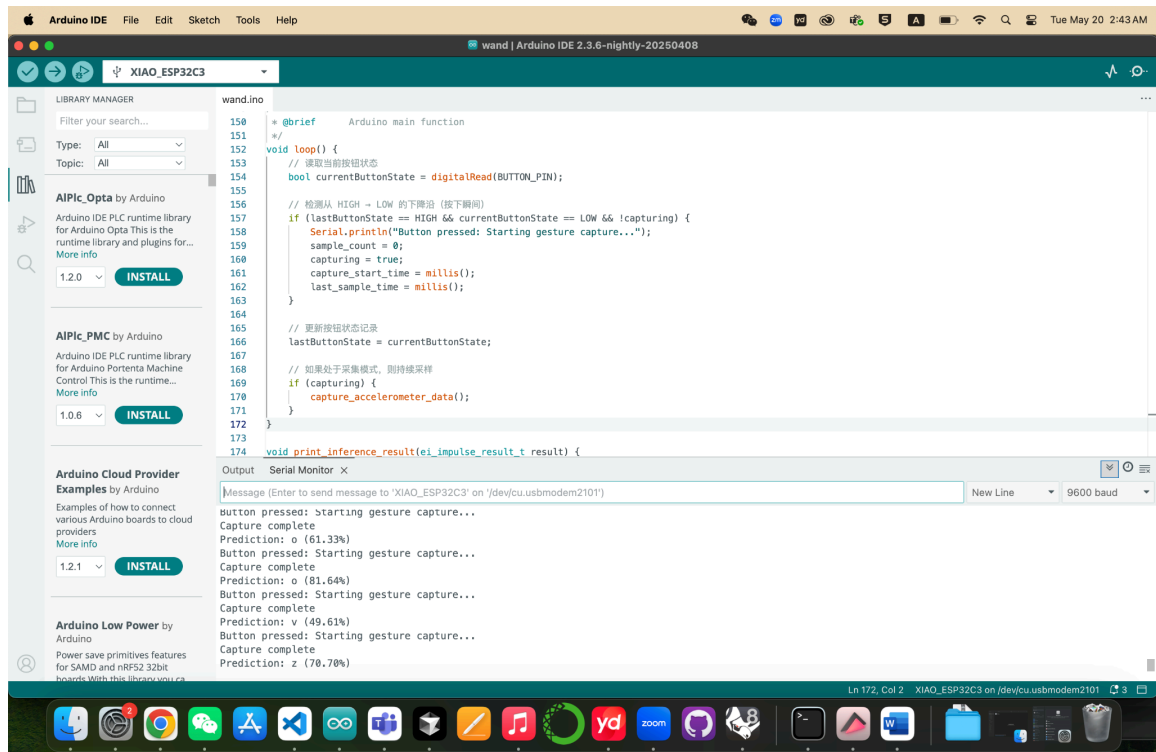 Arduino IDE File Edit Sketch Tools Help
zm yd S A Tue May 20 2:43 AM
wand | Arduino IDE 2.3.6-nightly-20250408
XIAO_ESP32C3
LIBRARY MANAGER
Filter your search...
Type: All
Topic: All
AIPlc_Opta by Arduino
Arduino IDE PLC runtime library
for Arduino Opta This is the
runtime library and plugins for...
More info
1.2.0 INSTALL
AIPlc_PMC by Arduino
Arduino IDE PLC runtime library
for Arduino Portenta Machine
Control This is the runtime...
More info
1.0.6 INSTALL
Arduino Cloud Provider
Examples by Arduino
Examples of how to connect
various Arduino boards to cloud
providers
More info
1.2.1 INSTALL
Arduino Low Power by
Arduino
Power save primitives features
for SAMD and nRF52 32bit
boards With this library you ca
wand.ino
150 * @brief Arduino main function
151 */
152 void loop() {
153 // 读取当前按钮状态
154 bool currentButtonState = digitalRead(BUTTON_PIN);
155
156 // 检测从 HIGH → LOW 的下降沿（按下瞬间）
157 if (lastButtonState == HIGH && currentButtonState == LOW && !capturing) {
158 Serial.println("Button pressed: Starting gesture capture...");
159 sample_count = 0;
160 capturing = true;
161 capture_start_time = millis();
162 last_sample_time = millis();
163 }
164
165 // 更新按钮状态记录
166 lastButtonState = currentButtonState;
167
168 // 如果处于采集模式，则持续采样
169 if (capturing) {
170 capture_accelerometer_data();
171 }
172 }
173
174 void print_inference_result(ei_impulse_result_t result) {
Output Serial Monitor
Message (Enter to send message to 'XIAO_ESP32C3' on '/dev/cu.usbmodem2101') New Line 9600 baud
Button pressed: Starting gesture capture...
Capture complete
Prediction: o (61.33%)
Button pressed: Starting gesture capture...
Capture complete
Prediction: o (81.64%)
Button pressed: Starting gesture capture...
Capture complete
Prediction: v (49.61%)
Button pressed: Starting gesture capture...
Capture complete
Prediction: z (70.70%)
Ln 172, Col 2 XIAO_ESP32C3 on /dev/cu.usbmodem2101 3
2 yd zoom 8 W